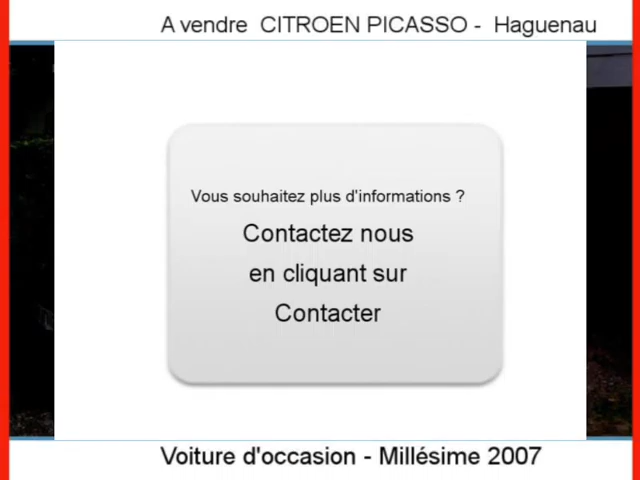 A vendre  CITROEN PICASSO -  Haguenau
Vous souhaitez plus d'informations ?
Contactez nous
en cliquant sur
Contacter
Voiture d'occasion - Millésime 2007